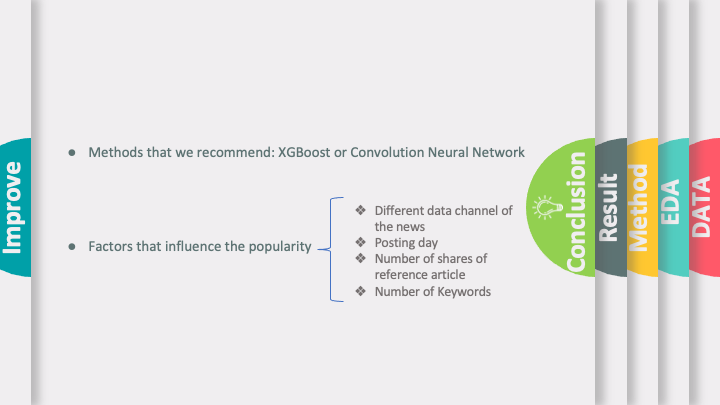 Improve
● Methods that we recommend: XGBoost or Convolution Neural Network
● Factors that influence the popularity
❖ Different data channel of
the news
❖ Posting day
❖ Number of shares of
reference article
❖ Number of Keywords
Conclusion
Result
Method
EDA
DATA